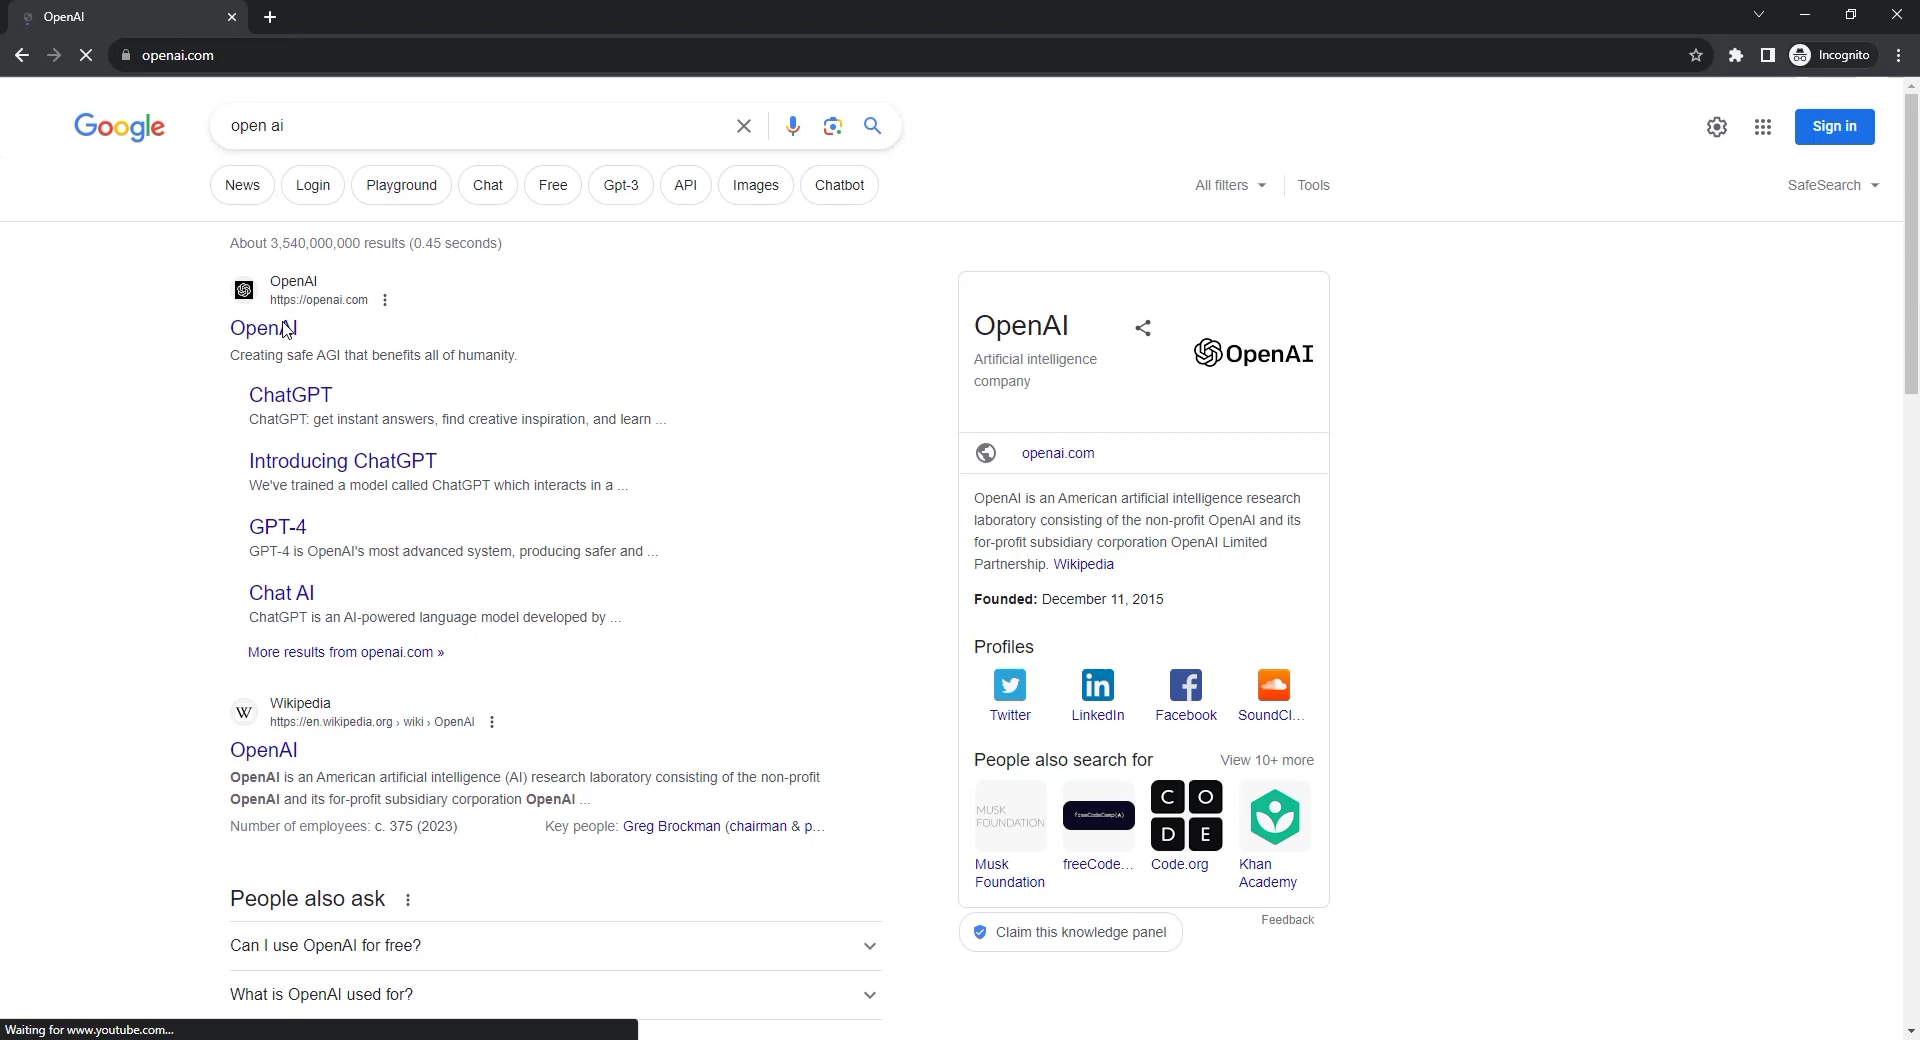 OpenAI
openai.com
Incognito
Google
open ai
Sign in
News
Login
Playground
Chat
Free
Gpt-3
API
Images
Chatbot
All filters
Tools
SafeSearch
About 3,540,000,000 results (0.45 seconds)
OpenAI
https://openai.com
OpenAI
Creating safe AGI that benefits all of humanity.
ChatGPT
ChatGPT: get instant answers, find creative inspiration, and learn ...
Introducing ChatGPT
We've trained a model called ChatGPT which interacts in a ...
GPT-4
GPT-4 is OpenAI's most advanced system, producing safer and ...
Chat AI
ChatGPT is an AI-powered language model developed by ...
More results from openai.com »
Wikipedia
https://en.wikipedia.org › wiki › OpenAI
OpenAI
OpenAI is an American artificial intelligence (AI) research laboratory consisting of the non-profit
OpenAI and its for-profit subsidiary corporation OpenAI ...
Number of employees: c. 375 (2023)
Key people: Greg Brockman (chairman & p...
People also ask
Can I use OpenAI for free?
What is OpenAI used for?
OpenAI
Artificial intelligence
company
OpenAI
openai.com
OpenAI is an American artificial intelligence research
laboratory consisting of the non-profit OpenAI and its
for-profit subsidiary corporation OpenAI Limited
Partnership. Wikipedia
Founded: December 11, 2015
Profiles
Twitter
LinkedIn
Facebook
SoundCl...
People also search for
View 10+ more
MUSK
FOUNDATION
freeCodeCamp(A)
C O
D E
Musk
Foundation
freeCode...
Code.org
Khan
Academy
Feedback
Claim this knowledge panel
Waiting for www.youtube.com...